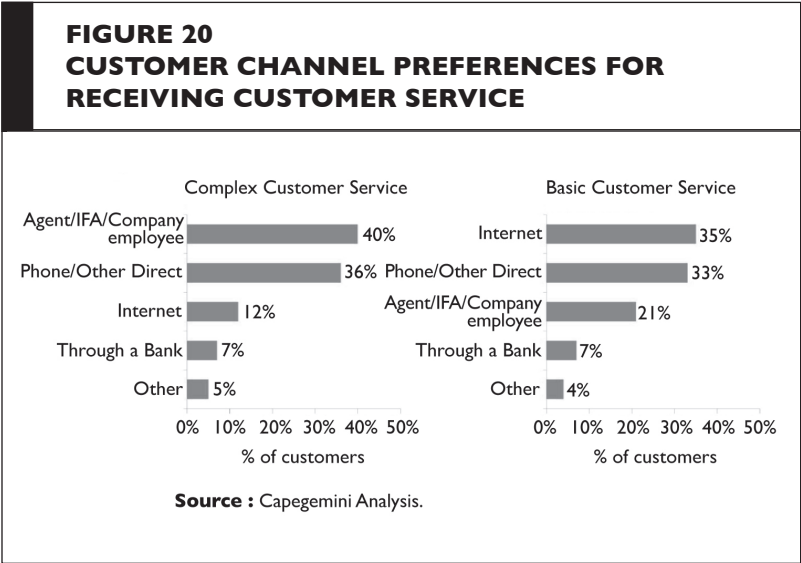 FIGURE 20
CUSTOMER CHANNEL PREFERENCES FOR
RECEIVING CUSTOMER SERVICE
Complex Customer Service
Agent/IFA/Company
employee
40%
Phone/Other Direct
36%
Internet
12%
Through a Bank
7%
Other
5%
0% 10% 20% 30% 40% 50%
% of customers
Basic Customer Service
Internet
35%
Phone/Other Direct
33%
Agent/IFA/Company
employee
21%
Through a Bank
7%
Other
4%
0% 10% 20% 30% 40% 50%
% of customers
Source : Capegemini Analysis.